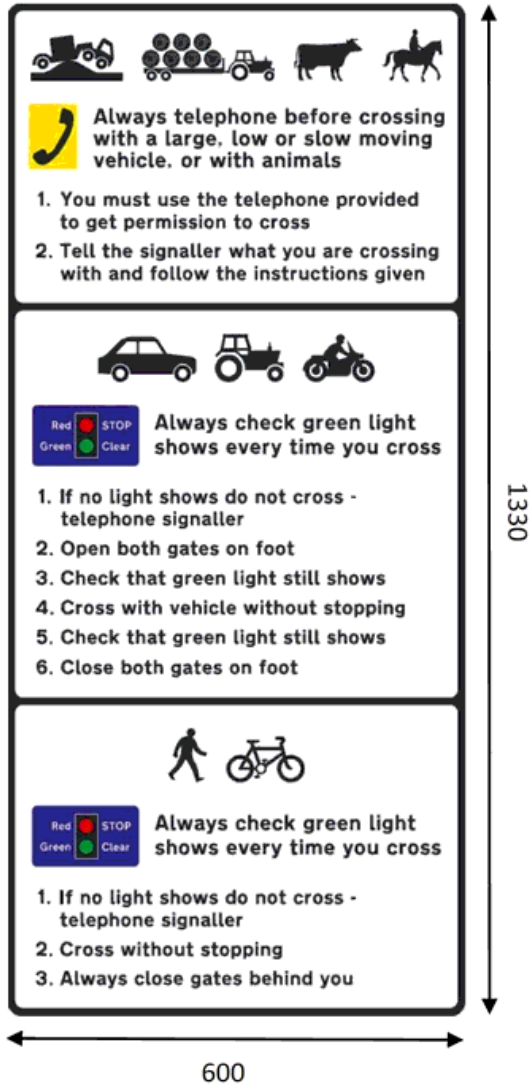 Always telephone before crossing
with a large, low or slow moving
vehicle, or with animals
1. You must use the telephone provided
to get permission to cross
2. Tell the signaller what you are crossing
with and follow the instructions given
Red STOP
Green Clear
Always check green light
shows every time you cross
1. If no light shows do not cross -
telephone signaller
2. Open both gates on foot
3. Check that green light still shows
4. Cross with vehicle without stopping
5. Check that green light still shows
6. Close both gates on foot
Red STOP
Green Clear
Always check green light
shows every time you cross
1. If no light shows do not cross -
telephone signaller
2. Cross without stopping
3. Always close gates behind you
1330
600